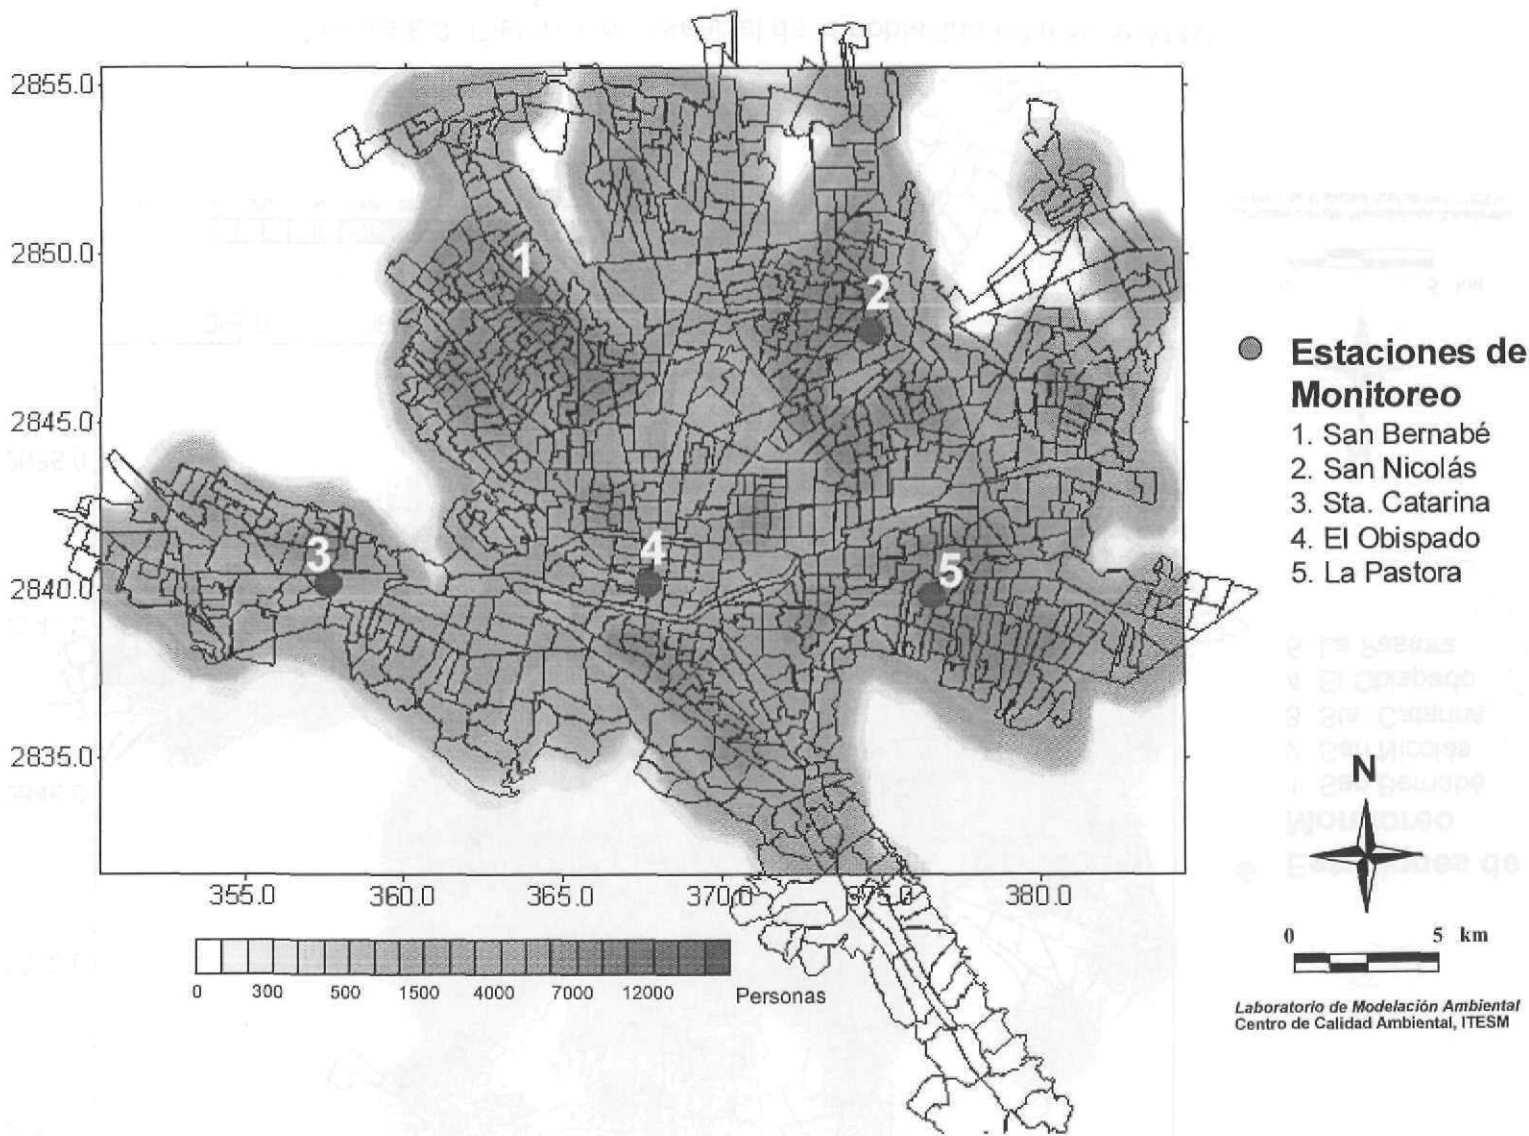 2855.0
2850.0
2845.0
2840.0
2835.0
355.0
360.0
365.0
370.0
375.0
380.0
1
2
3
4
5
Estaciones de
Monitoreo
1. San Bernabé
2. San Nicolás
3. Sta. Catarina
4. El Obispado
5. La Pastora
N
0 5 km
0 300 500 1500 4000 7000 12000 Personas
Laboratorio de Modelación Ambiental
Centro de Calidad Ambiental, ITESM